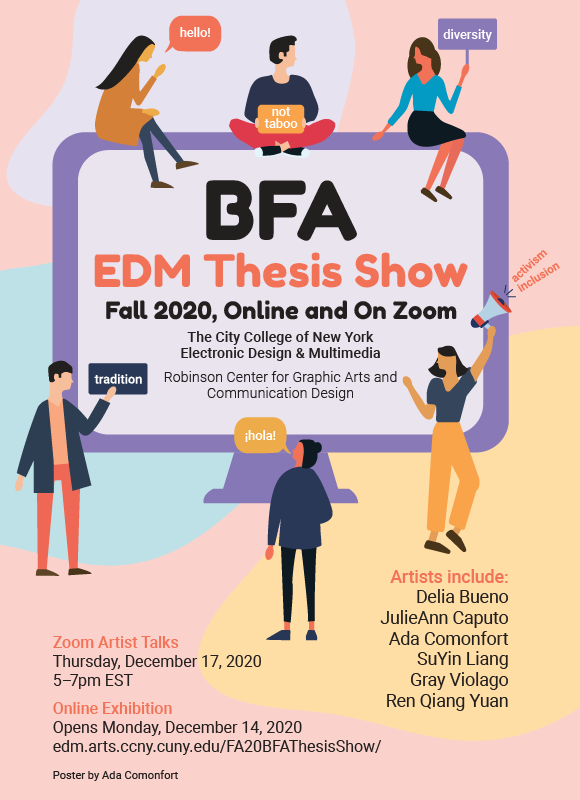 hello!
diversity
not
taboo
BFA
EDM Thesis Show
Fall 2020, Online and On Zoom
The City College of New York
Electronic Design & Multimedia
Robinson Center for Graphic Arts and
Communication Design
activism
inclusion
tradition
¡hola!
Artists include:
Delia Bueno
JulieAnn Caputo
Ada Comonfort
SuYin Liang
Gray Violago
Ren Qiang Yuan
Zoom Artist Talks
Thursday, December 17, 2020
5–7pm EST
Online Exhibition
Opens Monday, December 14, 2020
edm.arts.ccny.cuny.edu/FA20BFAThesisShow/
Poster by Ada Comonfort